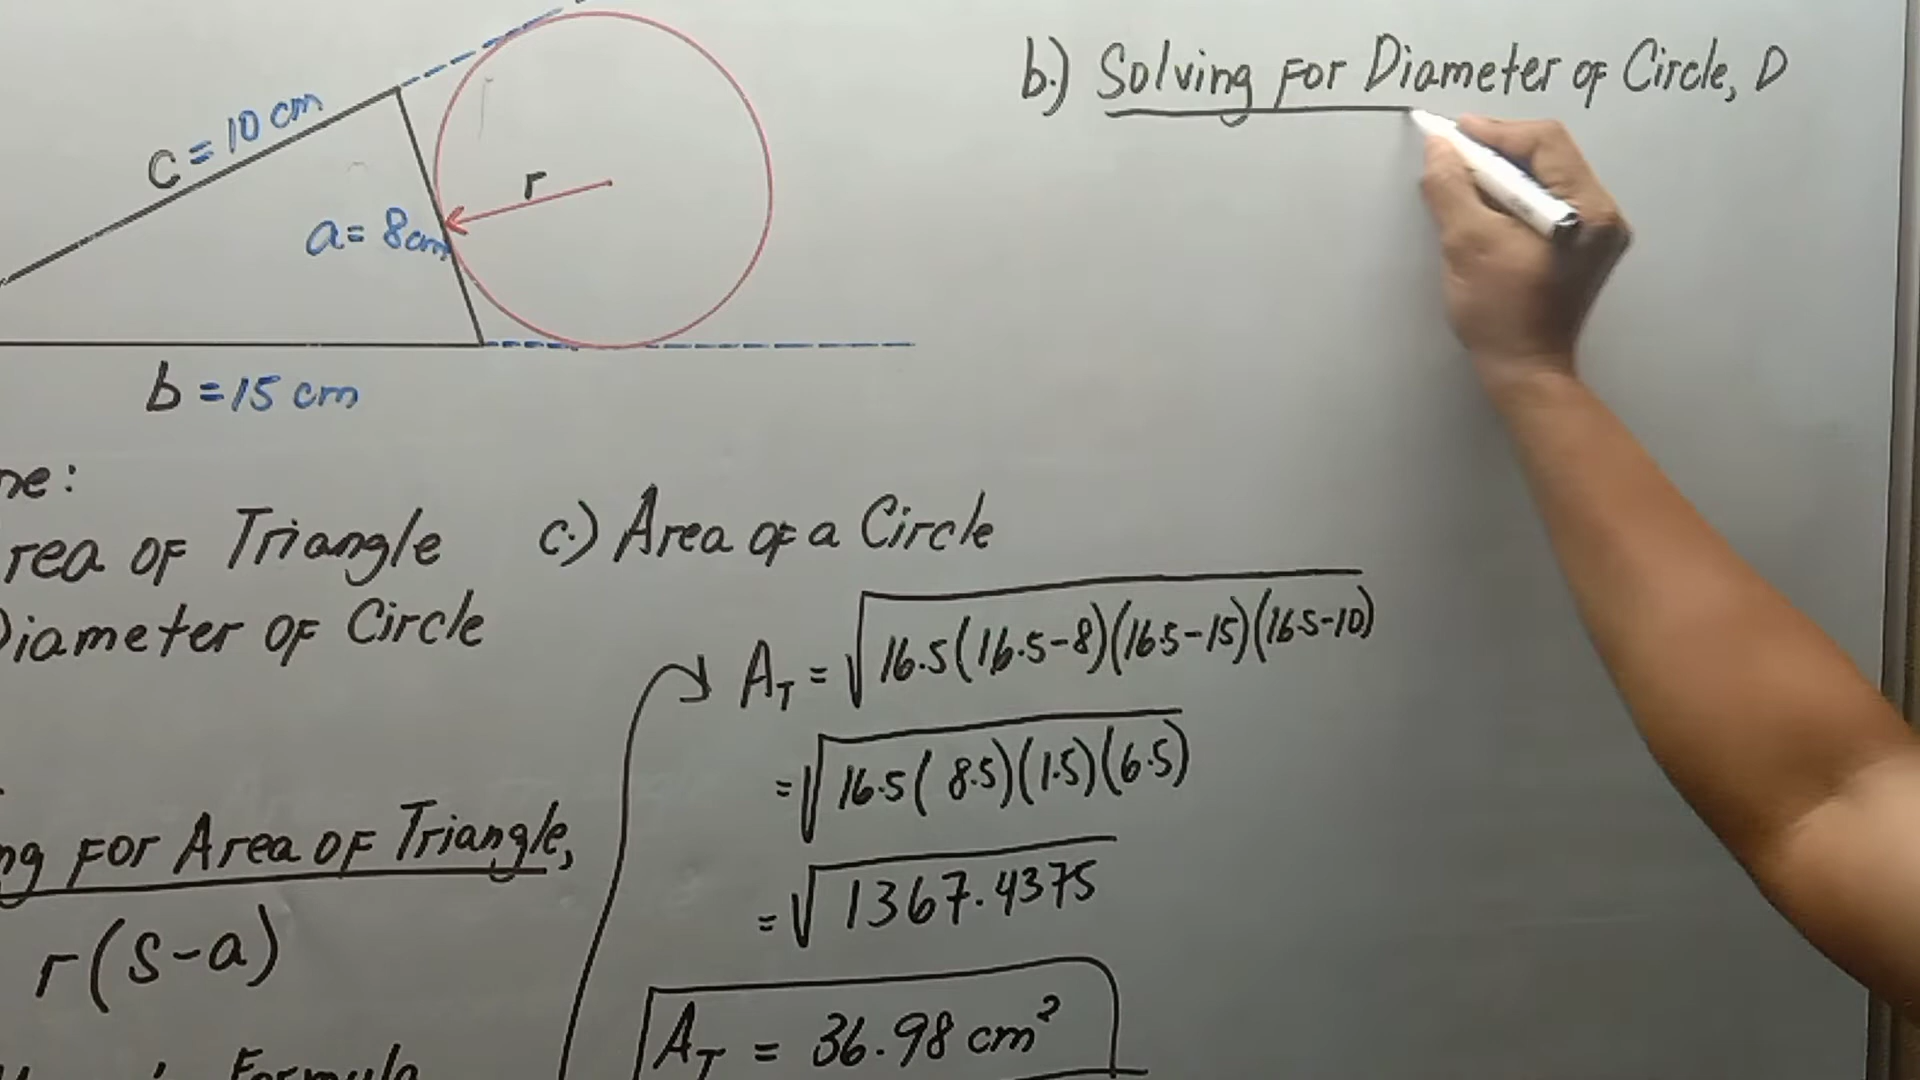 C = 10 cm
r
a = 8cm
b = 15 cm
b.) Solving For Diameter of Circle, D
ne:
rea of Triangle
Diameter of Circle
c.) Area of a Circle
ng For Area of Triangle,
r(s-a)
Formula
A_T = √16.5(16.5-8)(16.5-15)(16.5-10)
= √16.5(8.5)(1.5)(6.5)
= √1367.4375
A_T = 36.98 cm²